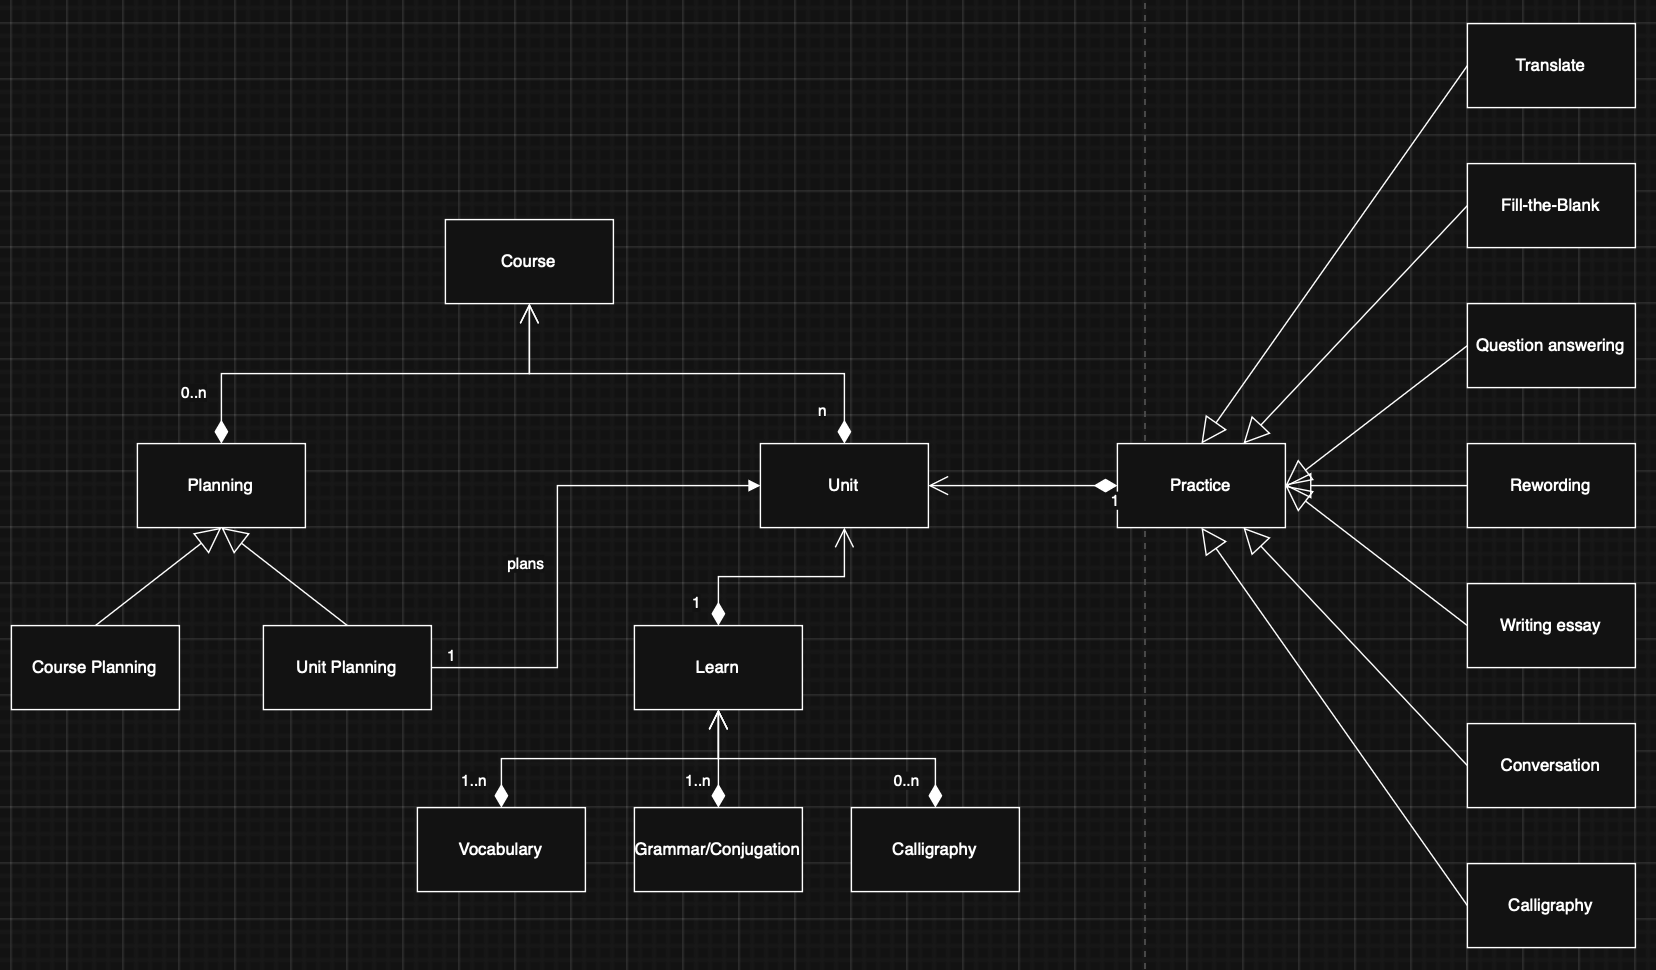 Translate
Fill-the-Blank
Course
Question answering
0..n
n
Planning
Unit
1
Practice
Rewording
plans
1
Writing essay
1
Course Planning
Unit Planning
Learn
1..n
1..n
0..n
Conversation
Vocabulary
Grammar/Conjugation
Calligraphy
Calligraphy